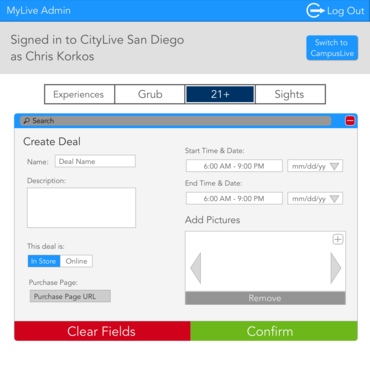 MyLive Admin
Log Out
Signed in to CityLive San Diego
as Chris Korkos
Switch to
CampusLive
Experiences
Grub
21+
Sights
Search
Create Deal
Name:
Deal Name
Description:
This deal is:
In Store
Online
Purchase Page:
Purchase Page URL
Start Time & Date:
6:00 AM - 9:00 PM
mm/dd/yy
End Time & Date:
6:00 AM - 9:00 PM
mm/dd/yy
Add Pictures
Remove
Clear Fields
Confirm